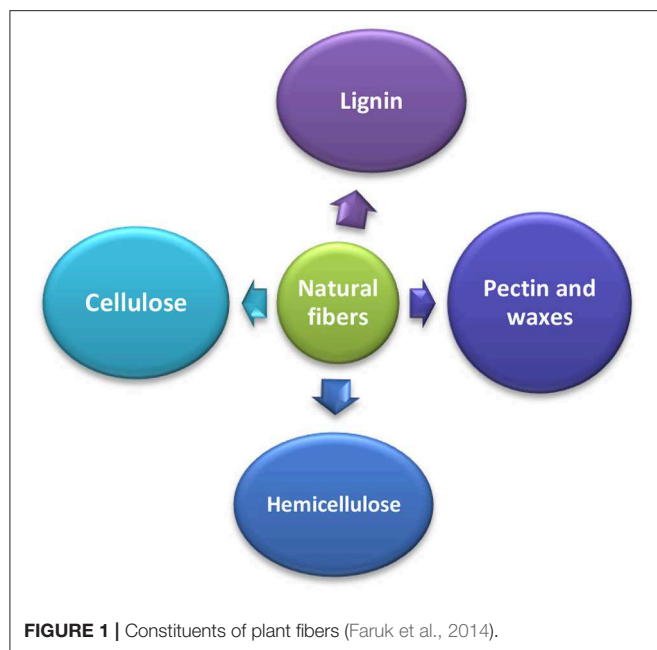 Lignin
Cellulose
Natural
fibers
Pectin and
waxes
Hemicellulose
FIGURE 1 | Constituents of plant fibers (Faruk et al., 2014).